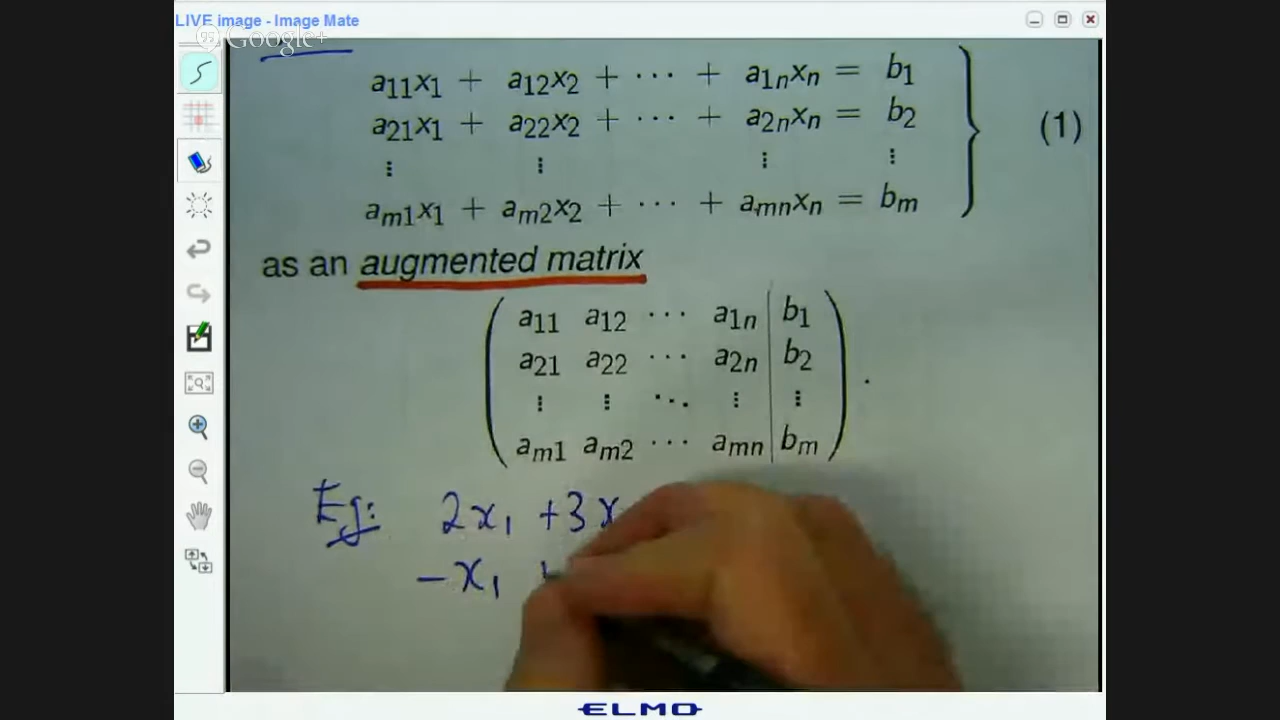 LIVE image - Image Mate
Google+
a11x1 + a12x2 + ⋯ + a1nxn = b1
a21x1 + a22x2 + ⋯ + a2nxn = b2
⋮ ⋮ ⋮ ⋮
am1x1 + am2x2 + ⋯ + amnxn = bm
(1)
as an augmented matrix
a11 a12 ⋯ a1n | b1
a21 a22 ⋯ a2n | b2
⋮ ⋮ ⋱ ⋮ | ⋮
am1 am2 ⋯ amn | bm
.
Eg: 2x1 + 3x
-x1
ELMO